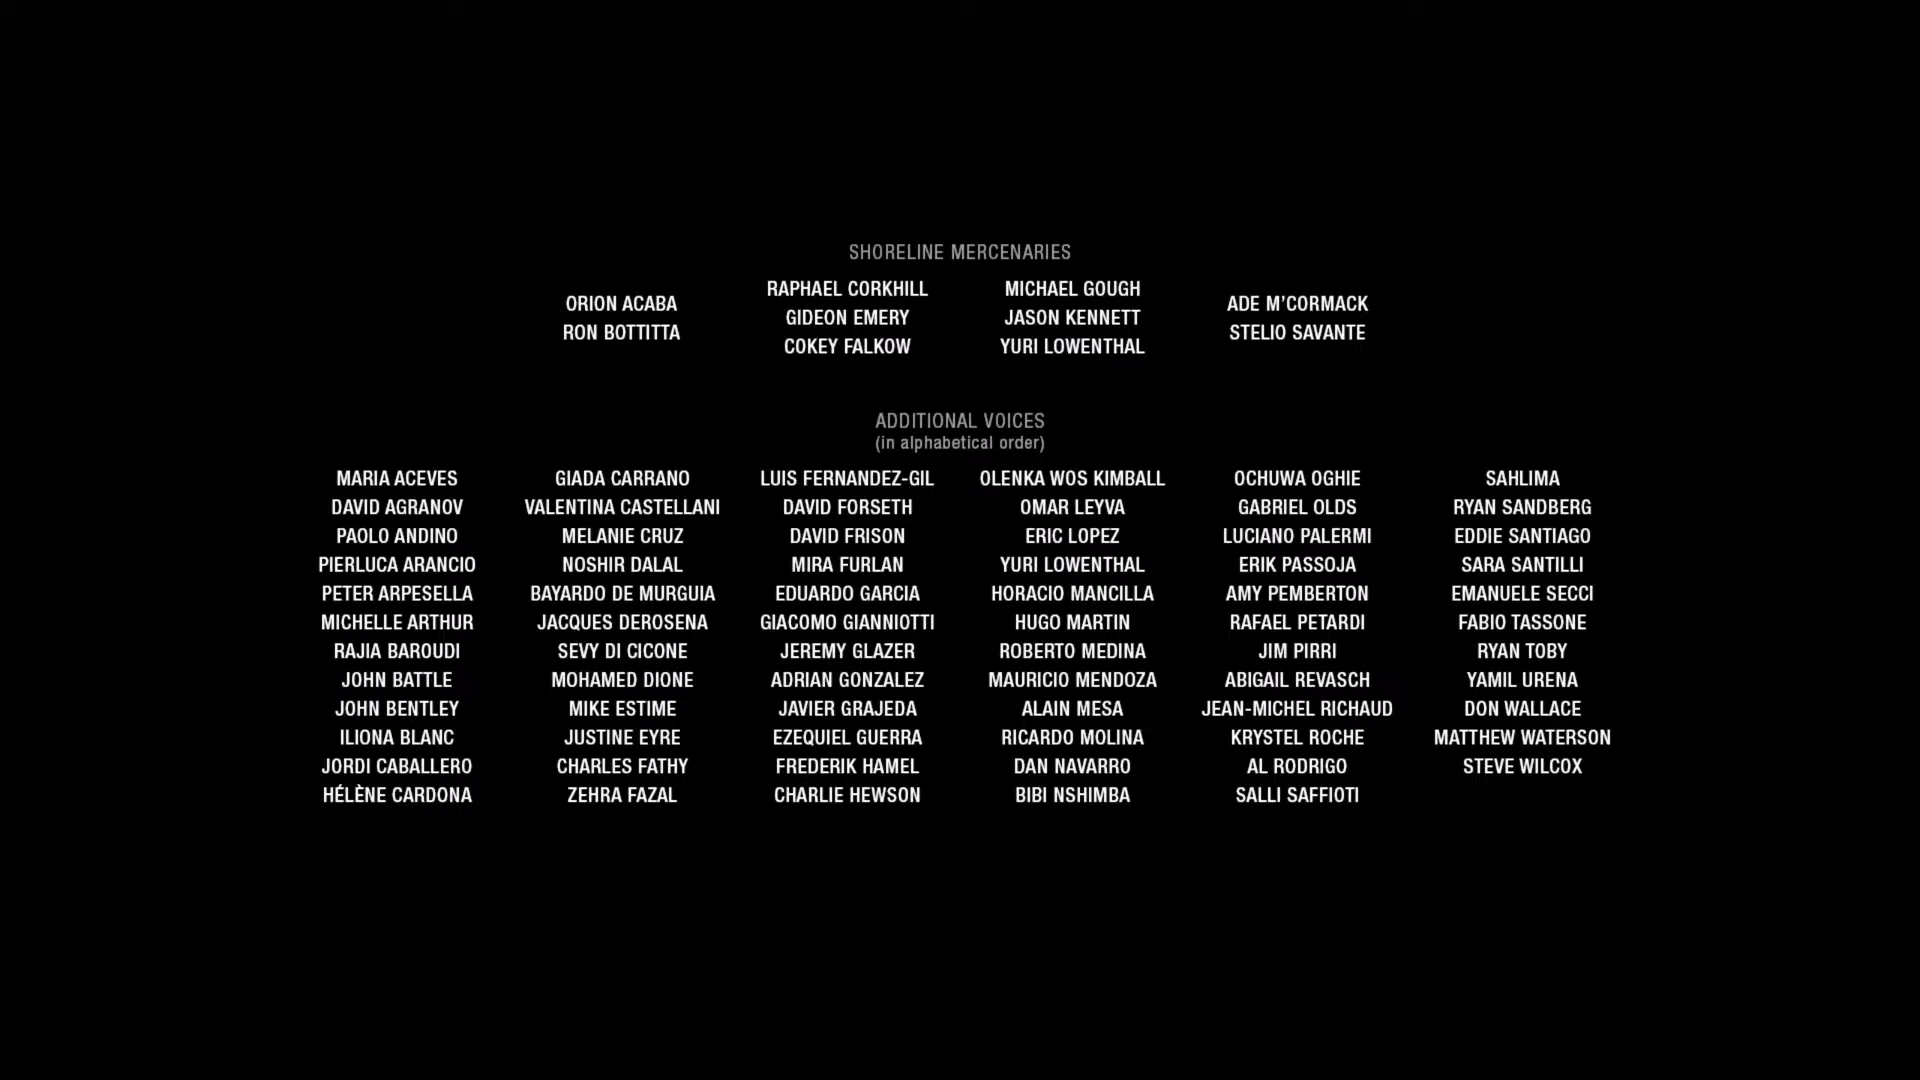 SHORELINE MERCENARIES
ORION ACABA
RON BOTTITTA
RAPHAEL CORKHILL
GIDEON EMERY
COKEY FALKOW
MICHAEL GOUGH
JASON KENNETT
YURI LOWENTHAL
ADE M'CORMACK
STELIO SAVANTE
ADDITIONAL VOICES
(in alphabetical order)
MARIA ACEVES
DAVID AGRANOV
PAOLO ANDINO
PIERLUCA ARANCIO
PETER ARPESELLA
MICHELLE ARTHUR
RAJIA BAROUDI
JOHN BATTLE
JOHN BENTLEY
ILIONA BLANC
JORDI CABALLERO
HÉLÈNE CARDONA
GIADA CARRANO
VALENTINA CASTELLANI
MELANIE CRUZ
NOSHIR DALAL
BAYARDO DE MURGUIA
JACQUES DEROSENA
SEVY DI CICONE
MOHAMED DIONE
MIKE ESTIME
JUSTINE EYRE
CHARLES FATHY
ZEHRA FAZAL
LUIS FERNANDEZ-GIL
DAVID FORSETH
DAVID FRISON
MIRA FURLAN
EDUARDO GARCIA
GIACOMO GIANNIOTTI
JEREMY GLAZER
ADRIAN GONZALEZ
JAVIER GRAJEDA
EZEQUIEL GUERRA
FREDERIK HAMEL
CHARLIE HEWSON
OLENKA WOS KIMBALL
OMAR LEYVA
ERIC LOPEZ
YURI LOWENTHAL
HORACIO MANCILLA
HUGO MARTIN
ROBERTO MEDINA
MAURICIO MENDOZA
ALAIN MESA
RICARDO MOLINA
DAN NAVARRO
BIBI NSHIMBA
OCHUWA OGHIE
GABRIEL OLDS
LUCIANO PALERMI
ERIK PASSOJA
AMY PEMBERTON
RAFAEL PETARDI
JIM PIRRI
ABIGAIL REVASCH
JEAN-MICHEL RICHAUD
KRYSTEL ROCHE
AL RODRIGO
SALLI SAFFIOTI
SAHLIMA
RYAN SANDBERG
EDDIE SANTIAGO
SARA SANTILLI
EMANUELE SECCI
FABIO TASSONE
RYAN TOBY
YAMIL URENA
DON WALLACE
MATTHEW WATERSON
STEVE WILCOX